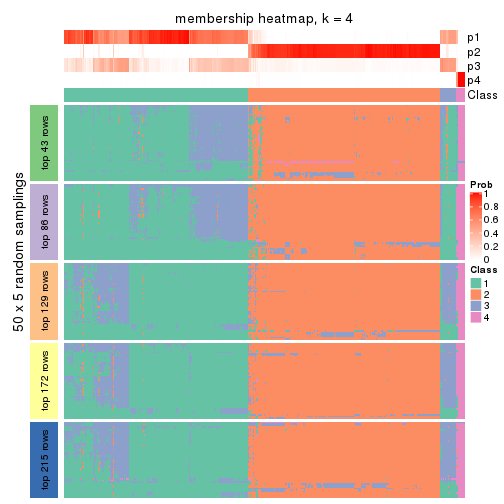 membership heatmap, k = 4
p1
p2
p3
p4
Class
50 x 5 random samplings
top 43 rows
top 86 rows
top 129 rows
top 172 rows
top 215 rows
Prob
1
0.8
0.6
0.4
0.2
0
Class
1
2
3
4